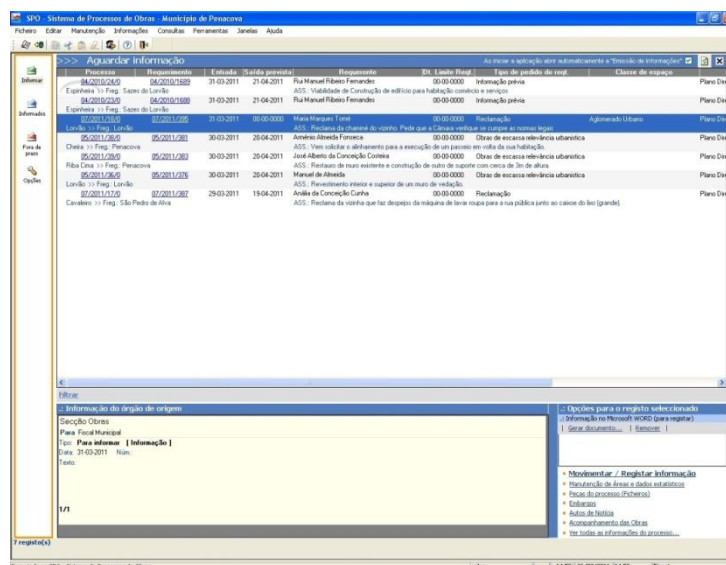 SPO - Sistema de Processos de Obras - Município de Penacova
Ficheiro Editar Manutenção Informações Consultas Ferramentas Janelas Ajuda
>>> Aguardar informação Ao iniciar a aplicação abrir automaticamente a "Emissão de Informações"
Processo Requerimento Entrada Saída prevista Requerente Dt. Limite Reqt. Tipo de pedido do reqt. Classe de espaço
04/2010/24/0 04/2010/1689 31-03-2011 21-04-2011 Rui Manuel Ribeiro Fernandes 00-00-0000 Informação prévia Plano Dire
Espinheira >> Freg.: Sazes do Lorvão ASS.: Viabilidade de Construção de edifício para habitação comércio e serviços
04/2010/23/0 04/2010/1688 31-03-2011 21-04-2011 Rui Manuel Ribeiro Fernandes 00-00-0000 Informação prévia Plano Dire
Espinheira >> Freg.: Sazes do Lorvão ASS.:
07/2011/18/0 07/2011/395 31-03-2011 00-00-0000 Maria Marques Tomé 00-00-0000 Reclamação Aglomerado Urbano Plano Dire
Lorvão >> Freg.: Lorvão ASS.: Reclama da chaminé do vizinho. Pede que a Câmara verifique se cumpre as normas legais
05/2011/38/0 05/2011/381 30-03-2011 20-04-2011 Arménio Almeida Fonseca 00-00-0000 Obras de escassa relevância urbanística Plano Dire
Cheira >> Freg.: Penacova ASS.: Vem solicitar o alinhamento para a execução de um passeio em volta da sua habitação.
05/2011/39/0 05/2011/383 30-03-2011 20-04-2011 José Alberto da Conceição Costeira 00-00-0000 Obras de escassa relevância urbanística Plano Dire
Riba Cima >> Freg.: Penacova ASS.: Restauro de muro existente e construção de outro de suporte com cerca de 3m de altura.
05/2011/36/0 05/2011/376 30-03-2011 20-04-2011 Manuel de Almeida 00-00-0000 Obras de escassa relevância urbanística Plano Dire
Lorvão >> Freg.: Lorvão ASS.: Revestimento interior e superior de um muro de vedação.
07/2011/17/0 07/2011/387 29-03-2011 19-04-2011 Anália da Conceição Cunha 00-00-0000 Reclamação Plano Dire
Cavaleiro >> Freg.: São Pedro de Alva ASS.: Reclama da vizinha que faz despejos da máquina de lavar roupa para a rua pública junto ao caixote do lixo (grande).
Informar
Informados
Fora de prazo
Opções
Filtrar
.: Informação do órgão de origem
Secção Obras
Para Fiscal Municipal
Tipo: Para informar [ Informação ]
Data: 31-03-2011 Núm.:
Texto:
1/1
.: Opções para o registo seleccionado
.: Informação no Microsoft WORD (para registar)
| Gerar documento... | Remover |
Movimentar / Registar informação
Manutenção de Áreas e dados estatísticos
Peças do processo (Ficheiros)
Embargos
Autos de Notícia
Acompanhamento das Obras
Ver todas as informações do processo...
7 registo(s)